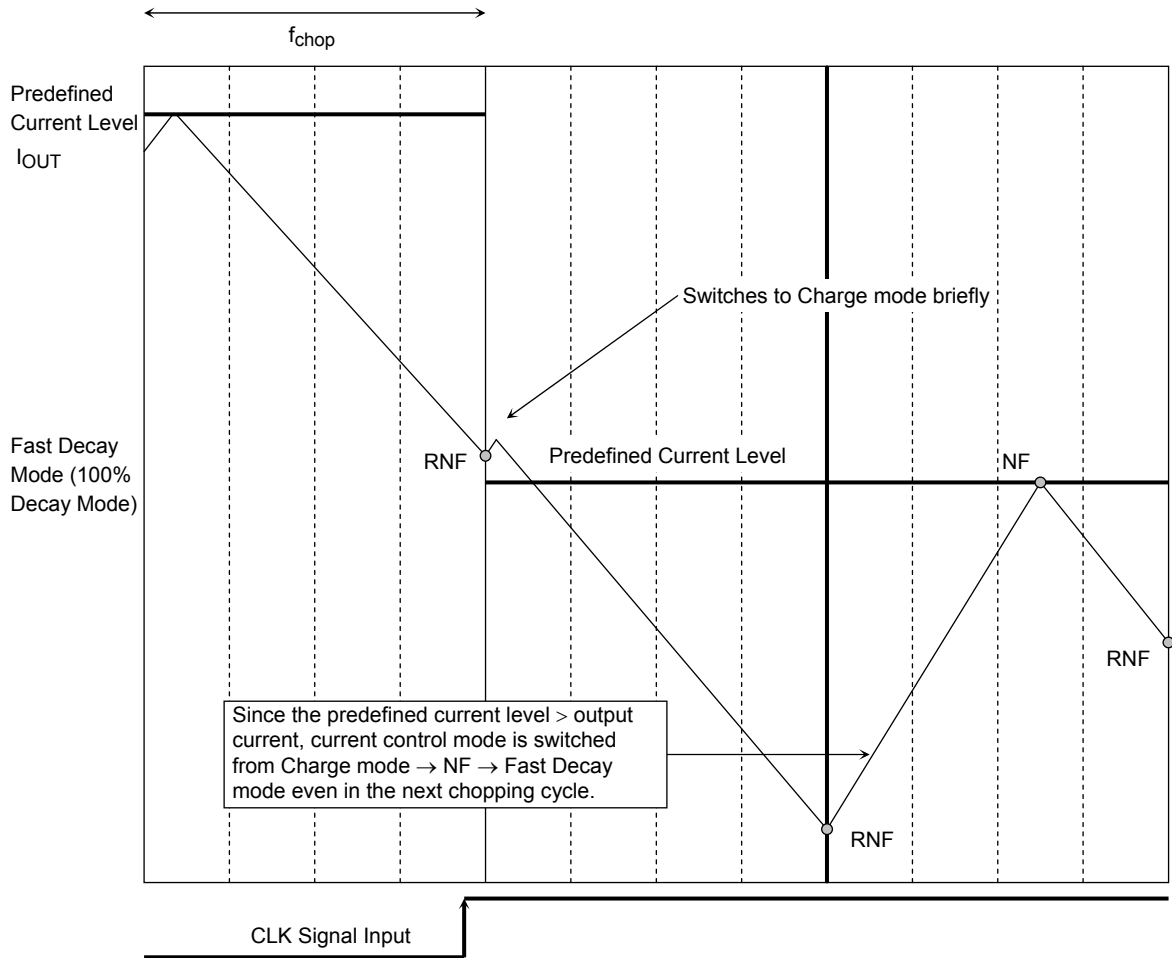 fchop
Predefined
Current Level
IOUT
Switches to Charge mode briefly
Fast Decay
Mode (100%
Decay Mode)
RNF
Predefined Current Level
NF
RNF
Since the predefined current level > output
current, current control mode is switched
from Charge mode → NF → Fast Decay
mode even in the next chopping cycle.
RNF
CLK Signal Input